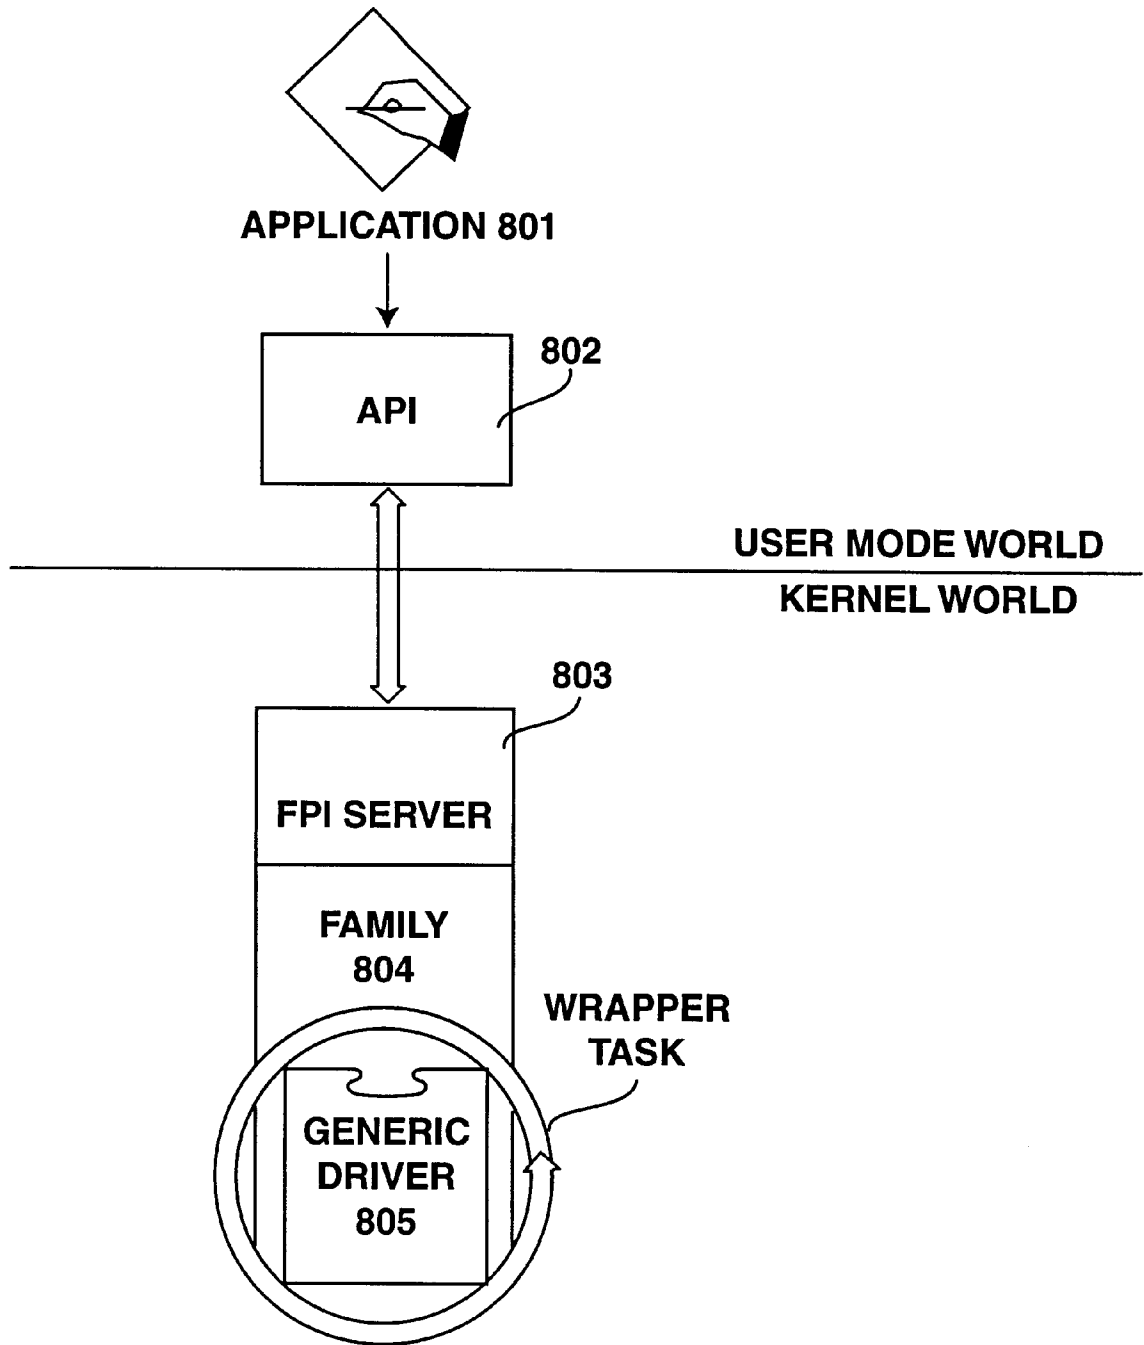 APPLICATION 801
802
API
USER MODE WORLD
KERNEL WORLD
803
FPI SERVER
FAMILY
804
WRAPPER
TASK
GENERIC
DRIVER
805